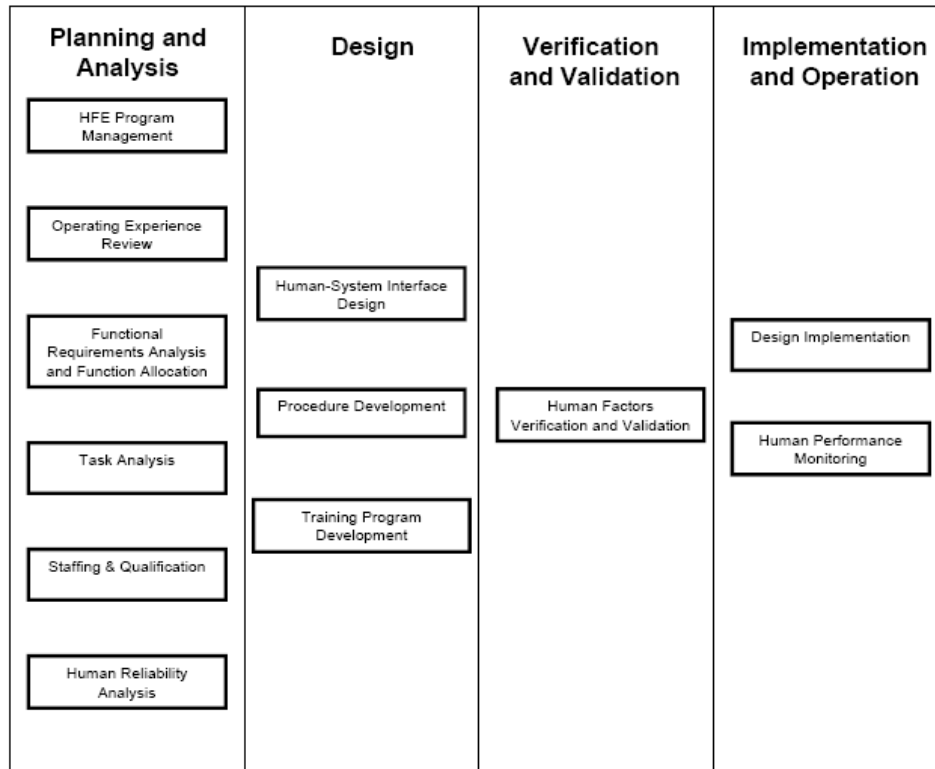 Planning and
Analysis
HFE Program
Management
Operating Experience
Review
Functional
Requirements Analysis
and Function Allocation
Task Analysis
Staffing & Qualification
Human Reliability
Analysis
Design
Human-System Interface
Design
Procedure Development
Training Program
Development
Verification
and Validation
Human Factors
Verification and Validation
Implementation
and Operation
Design Implementation
Human Performance
Monitoring